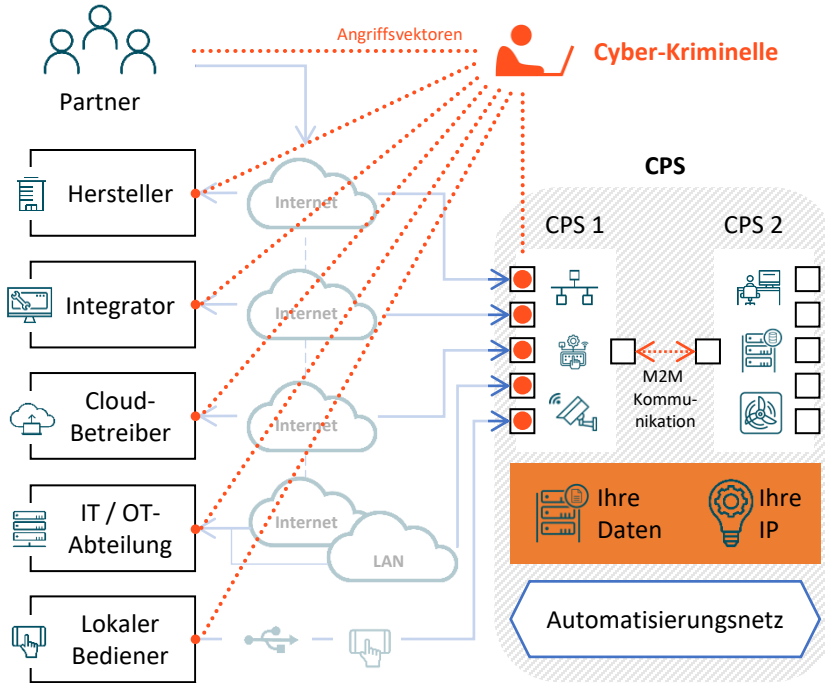 Angriffsvektoren
Cyber-Kriminelle
Partner
Hersteller
Internet
Integrator
Internet
Cloud-
Betreiber
Internet
IT / OT-
Abteilung
Internet
LAN
Lokaler
Bediener
CPS
CPS 1
CPS 2
M2M
Kommu-
nikation
Ihre
Daten
Ihre
IP
Automatisierungsnetz